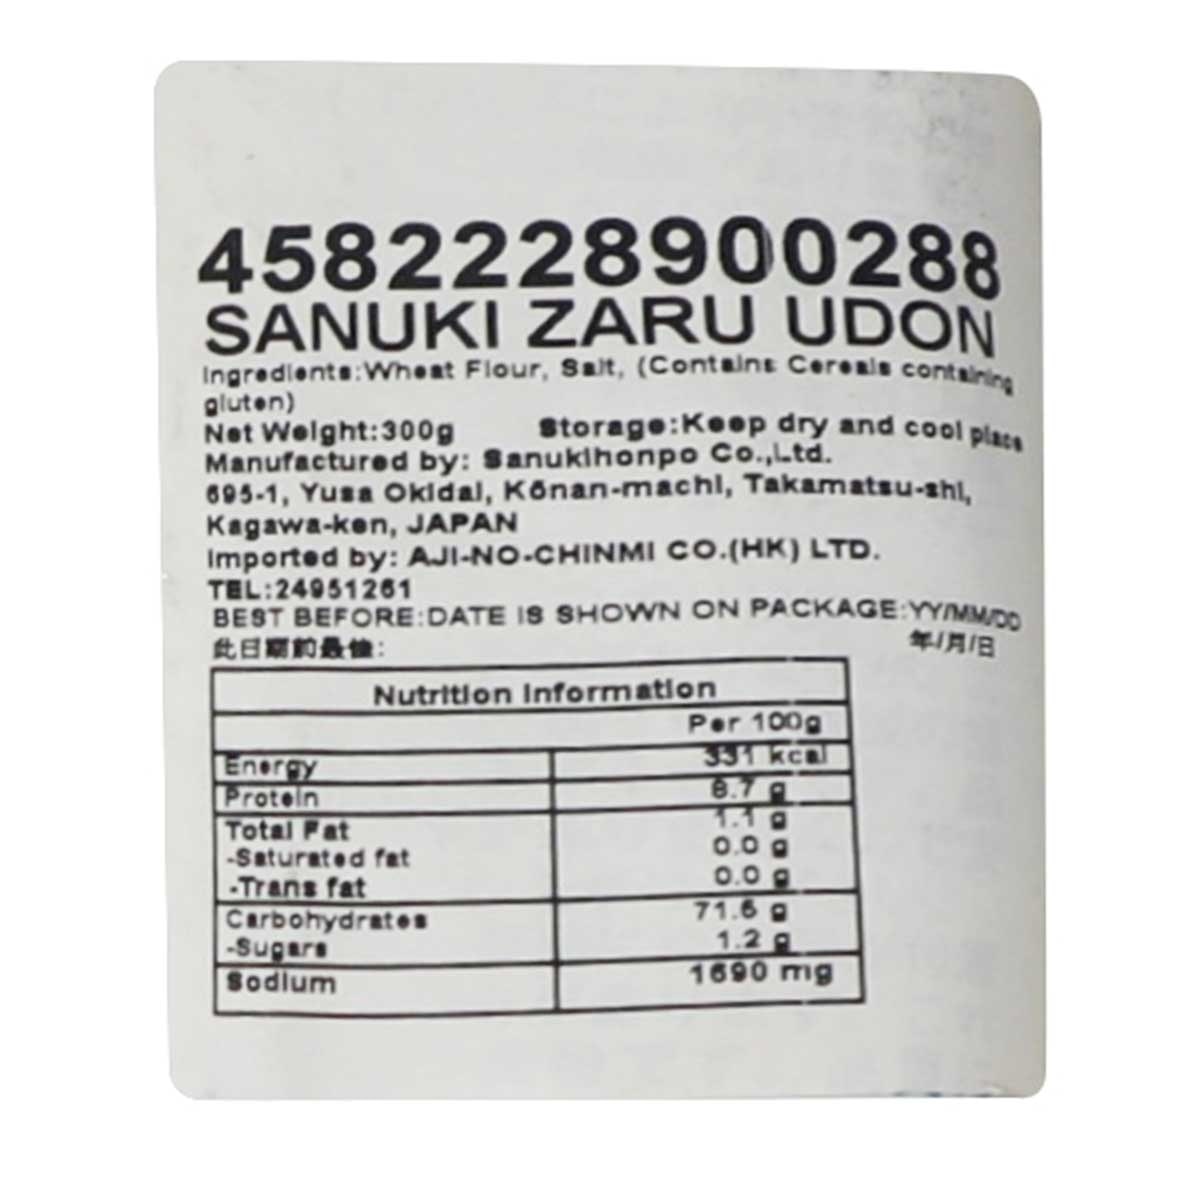 4582228900288
SANUKI ZARU UDON
Ingredients:Wheat Flour, Salt, (Contains Cereals containing
gluten)
Net Weight:300g Storage:Keep dry and cool place
Manufactured by: Sanukihonpo Co.,Ltd.
695-1, Yusa Okidai, Kōnan-machi, Takamatsu-shi,
Kagawa-ken, JAPAN
Imported by: AJI-NO-CHINMI CO.(HK) LTD.
TEL:24951261
BEST BEFORE:DATE IS SHOWN ON PACKAGE:YY/MM/DD
此日期前最佳: 年/月/日
Nutrition Information
Per 100g
Energy 331 kcal
Protein 8.7 g
Total Fat 1.1 g
-Saturated fat 0.0 g
-Trans fat 0.0 g
Carbohydrates 71.5 g
-Sugars 1.2 g
Sodium 1690 mg